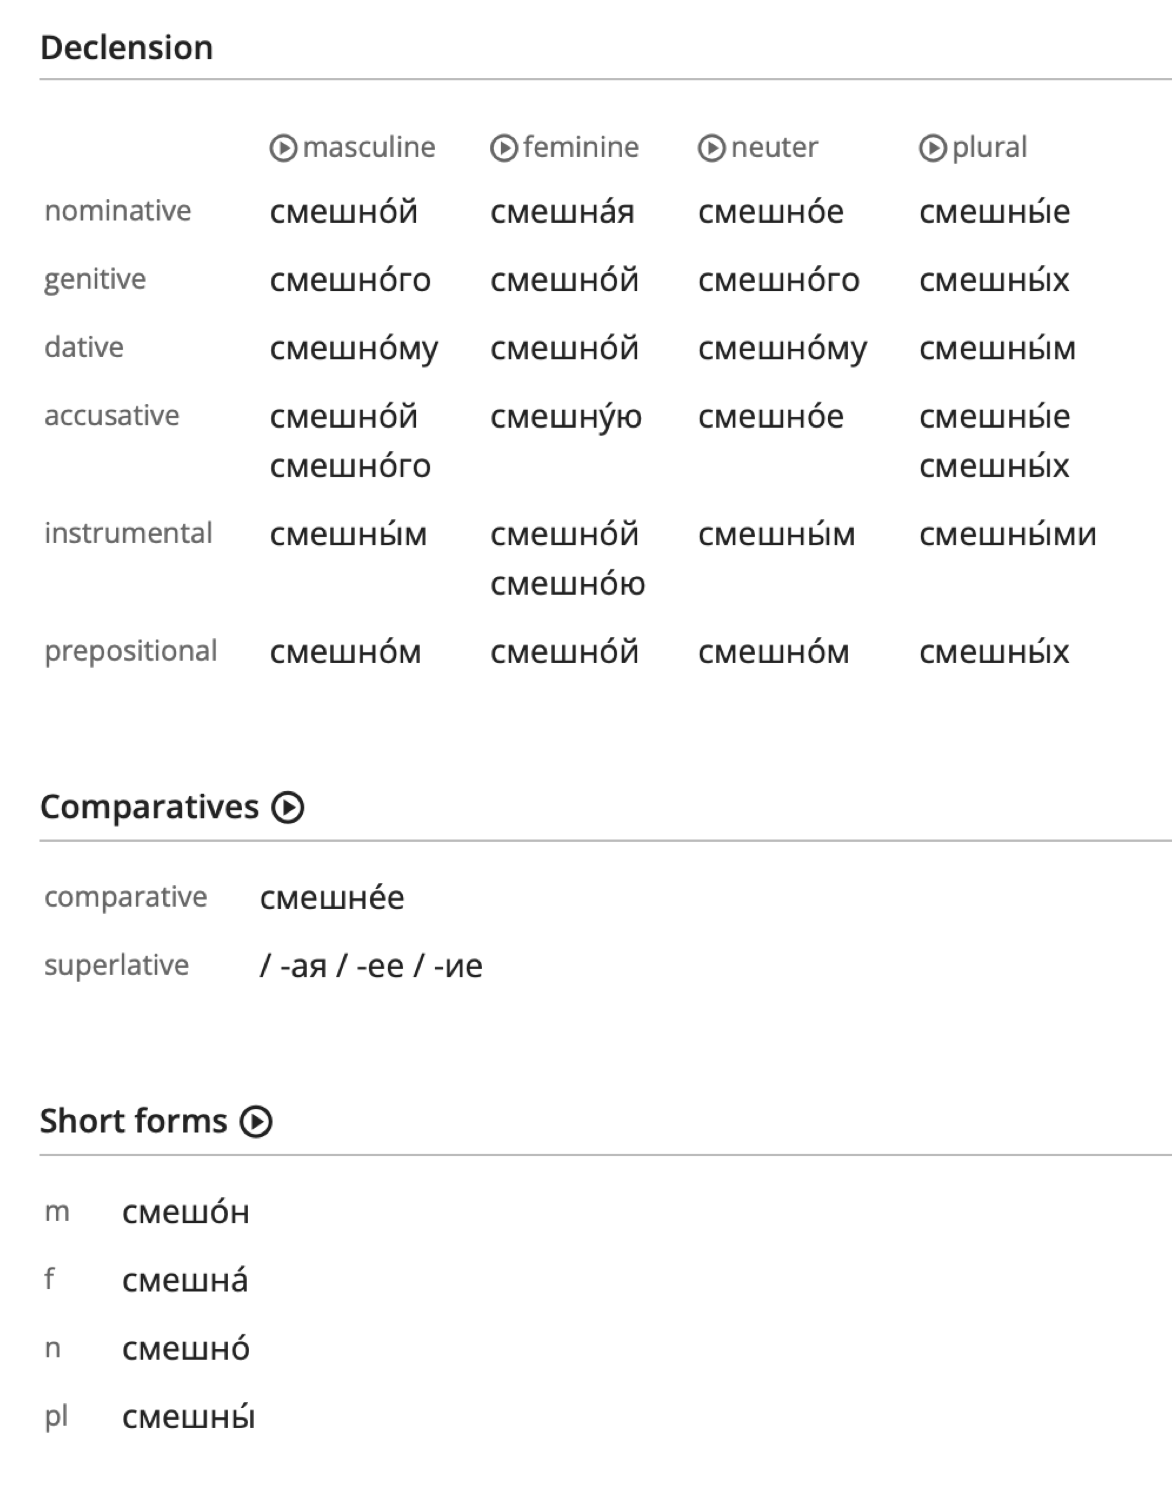 Declension
masculine feminine neuter plural
nominative смешно́й смешна́я смешно́е смешны́е
genitive смешно́го смешно́й смешно́го смешны́х
dative смешно́му смешно́й смешно́му смешны́м
accusative смешно́й смешну́ю смешно́е смешны́е
смешно́го смешны́х
instrumental смешны́м смешно́й смешны́м смешны́ми
смешно́ю
prepositional смешно́м смешно́й смешно́м смешны́х
Comparatives
comparative смешне́е
superlative / -ая / -ее / -ие
Short forms
m смешо́н
f смешна́
n смешно́
pl смешны́